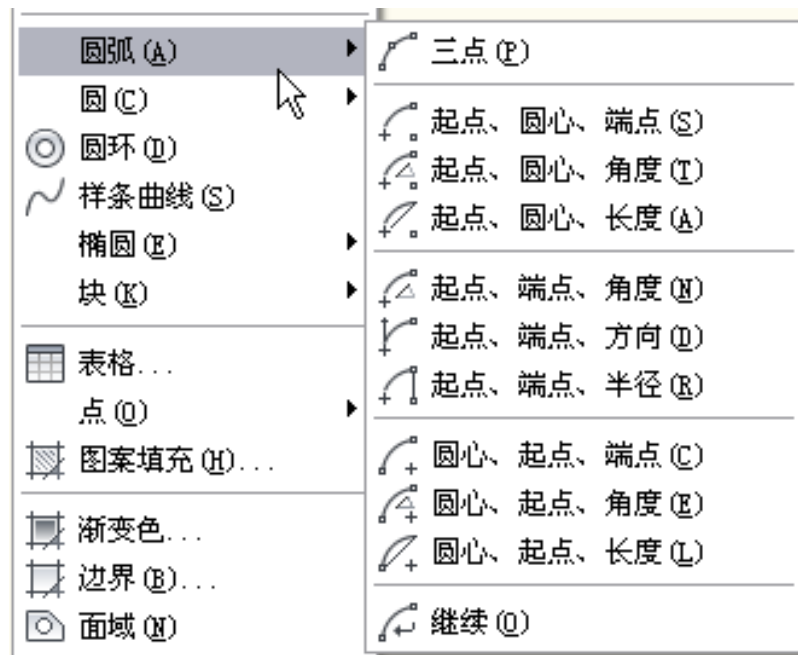 圆弧(A)
圆(C)
圆环(D)
样条曲线(S)
椭圆(E)
块(K)
表格...
点(O)
图案填充(H)...
渐变色...
边界(B)...
面域(N)
三点(P)
起点、圆心、端点(S)
起点、圆心、角度(T)
起点、圆心、长度(A)
起点、端点、角度(N)
起点、端点、方向(D)
起点、端点、半径(R)
圆心、起点、端点(C)
圆心、起点、角度(E)
圆心、起点、长度(L)
继续(O)